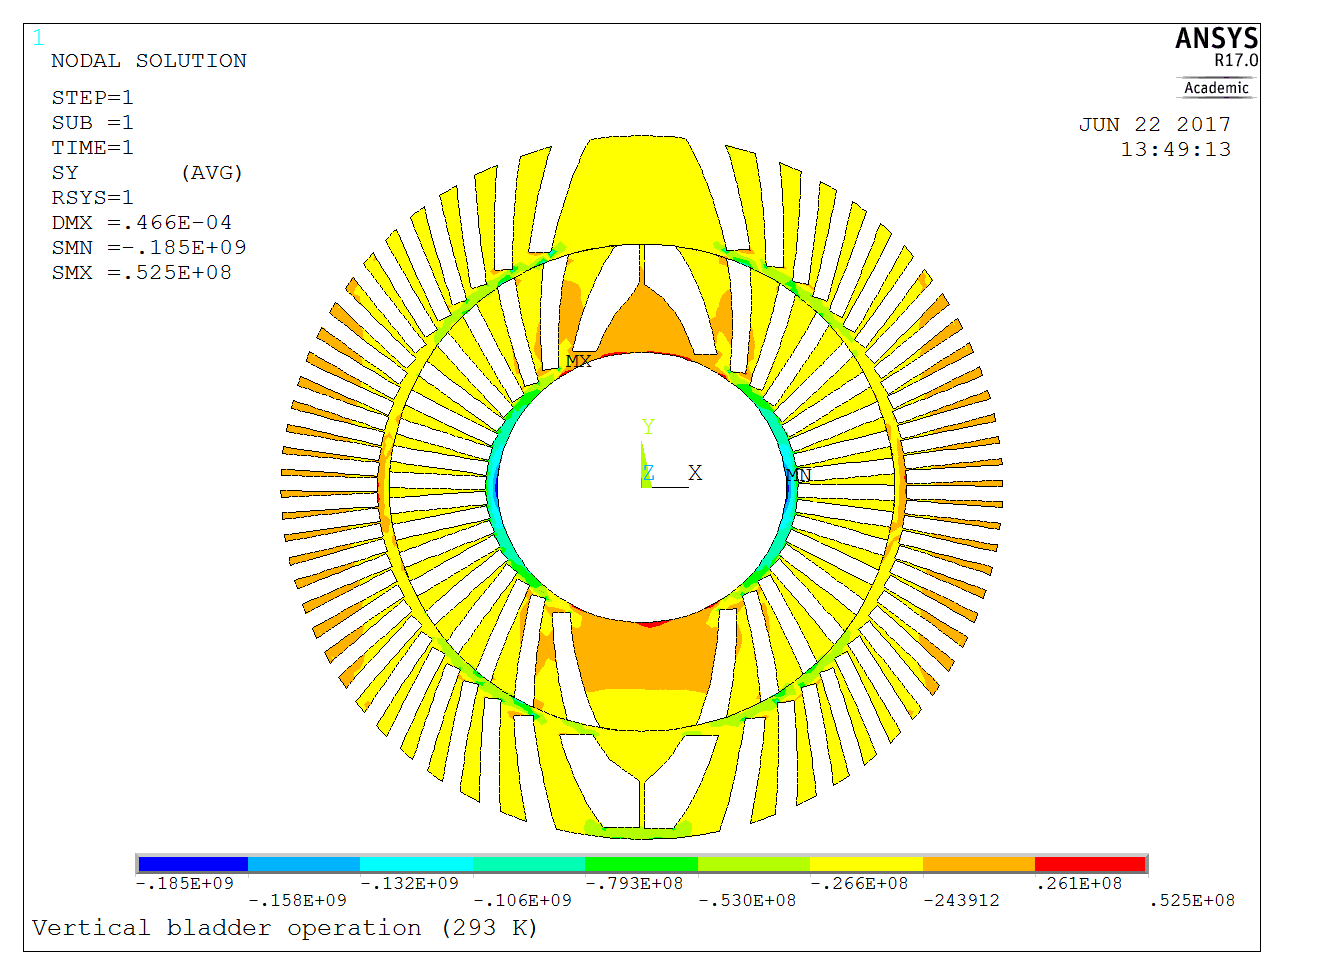 1
NODAL SOLUTION
STEP=1
SUB =1
TIME=1
SY (AVG)
RSYS=1
DMX =.466E-04
SMN =-.185E+09
SMX =.525E+08
ANSYS
R17.0
Academic
JUN 22 2017
13:49:13
MX
Y
Z X
MN
-.185E+09 -.132E+09 -.793E+08 -.266E+08 .261E+08
-.158E+09 -.106E+09 -.530E+08 -243912 .525E+08
Vertical bladder operation (293 K)